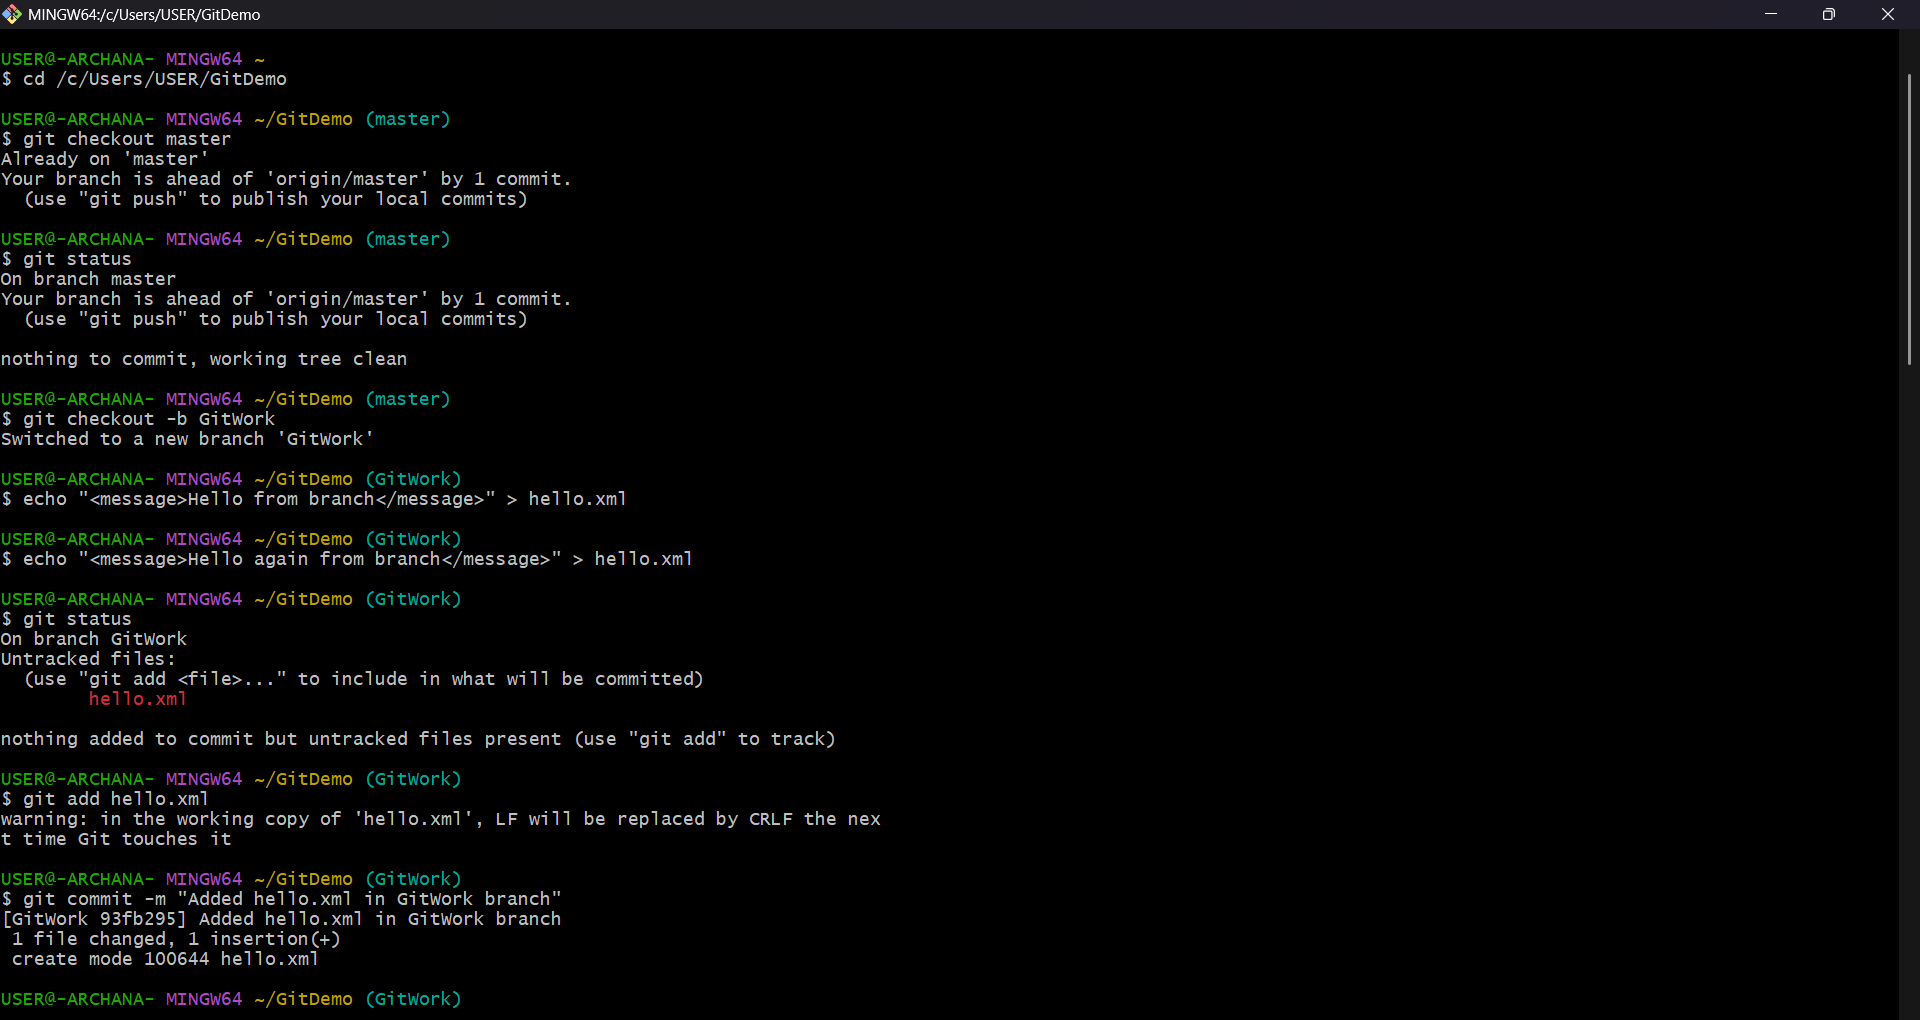 MINGW64:/c/Users/USER/GitDemo
USER@-ARCHANA- MINGW64 ~
$ cd /c/Users/USER/GitDemo
USER@-ARCHANA- MINGW64 ~/GitDemo (master)
$ git checkout master
Already on 'master'
Your branch is ahead of 'origin/master' by 1 commit.
  (use "git push" to publish your local commits)
USER@-ARCHANA- MINGW64 ~/GitDemo (master)
$ git status
On branch master
Your branch is ahead of 'origin/master' by 1 commit.
  (use "git push" to publish your local commits)
nothing to commit, working tree clean
USER@-ARCHANA- MINGW64 ~/GitDemo (master)
$ git checkout -b GitWork
Switched to a new branch 'GitWork'
USER@-ARCHANA- MINGW64 ~/GitDemo (GitWork)
$ echo "<message>Hello from branch</message>" > hello.xml
USER@-ARCHANA- MINGW64 ~/GitDemo (GitWork)
$ echo "<message>Hello again from branch</message>" > hello.xml
USER@-ARCHANA- MINGW64 ~/GitDemo (GitWork)
$ git status
On branch GitWork
Untracked files:
  (use "git add <file>..." to include in what will be committed)
        hello.xml
nothing added to commit but untracked files present (use "git add" to track)
USER@-ARCHANA- MINGW64 ~/GitDemo (GitWork)
$ git add hello.xml
warning: in the working copy of 'hello.xml', LF will be replaced by CRLF the nex
t time Git touches it
USER@-ARCHANA- MINGW64 ~/GitDemo (GitWork)
$ git commit -m "Added hello.xml in GitWork branch"
[GitWork 93fb295] Added hello.xml in GitWork branch
 1 file changed, 1 insertion(+)
 create mode 100644 hello.xml
USER@-ARCHANA- MINGW64 ~/GitDemo (GitWork)